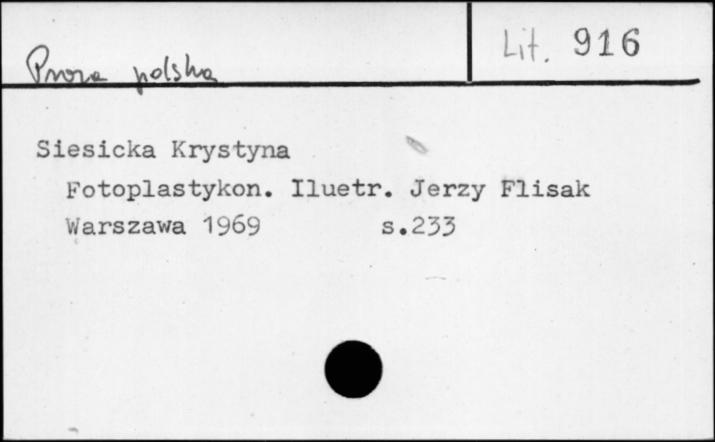 Proza polska
Lit. 916
Siesicka Krystyna
Fotoplastykon. Iluetr. Jerzy Flisak
Warszawa 1969 s.233